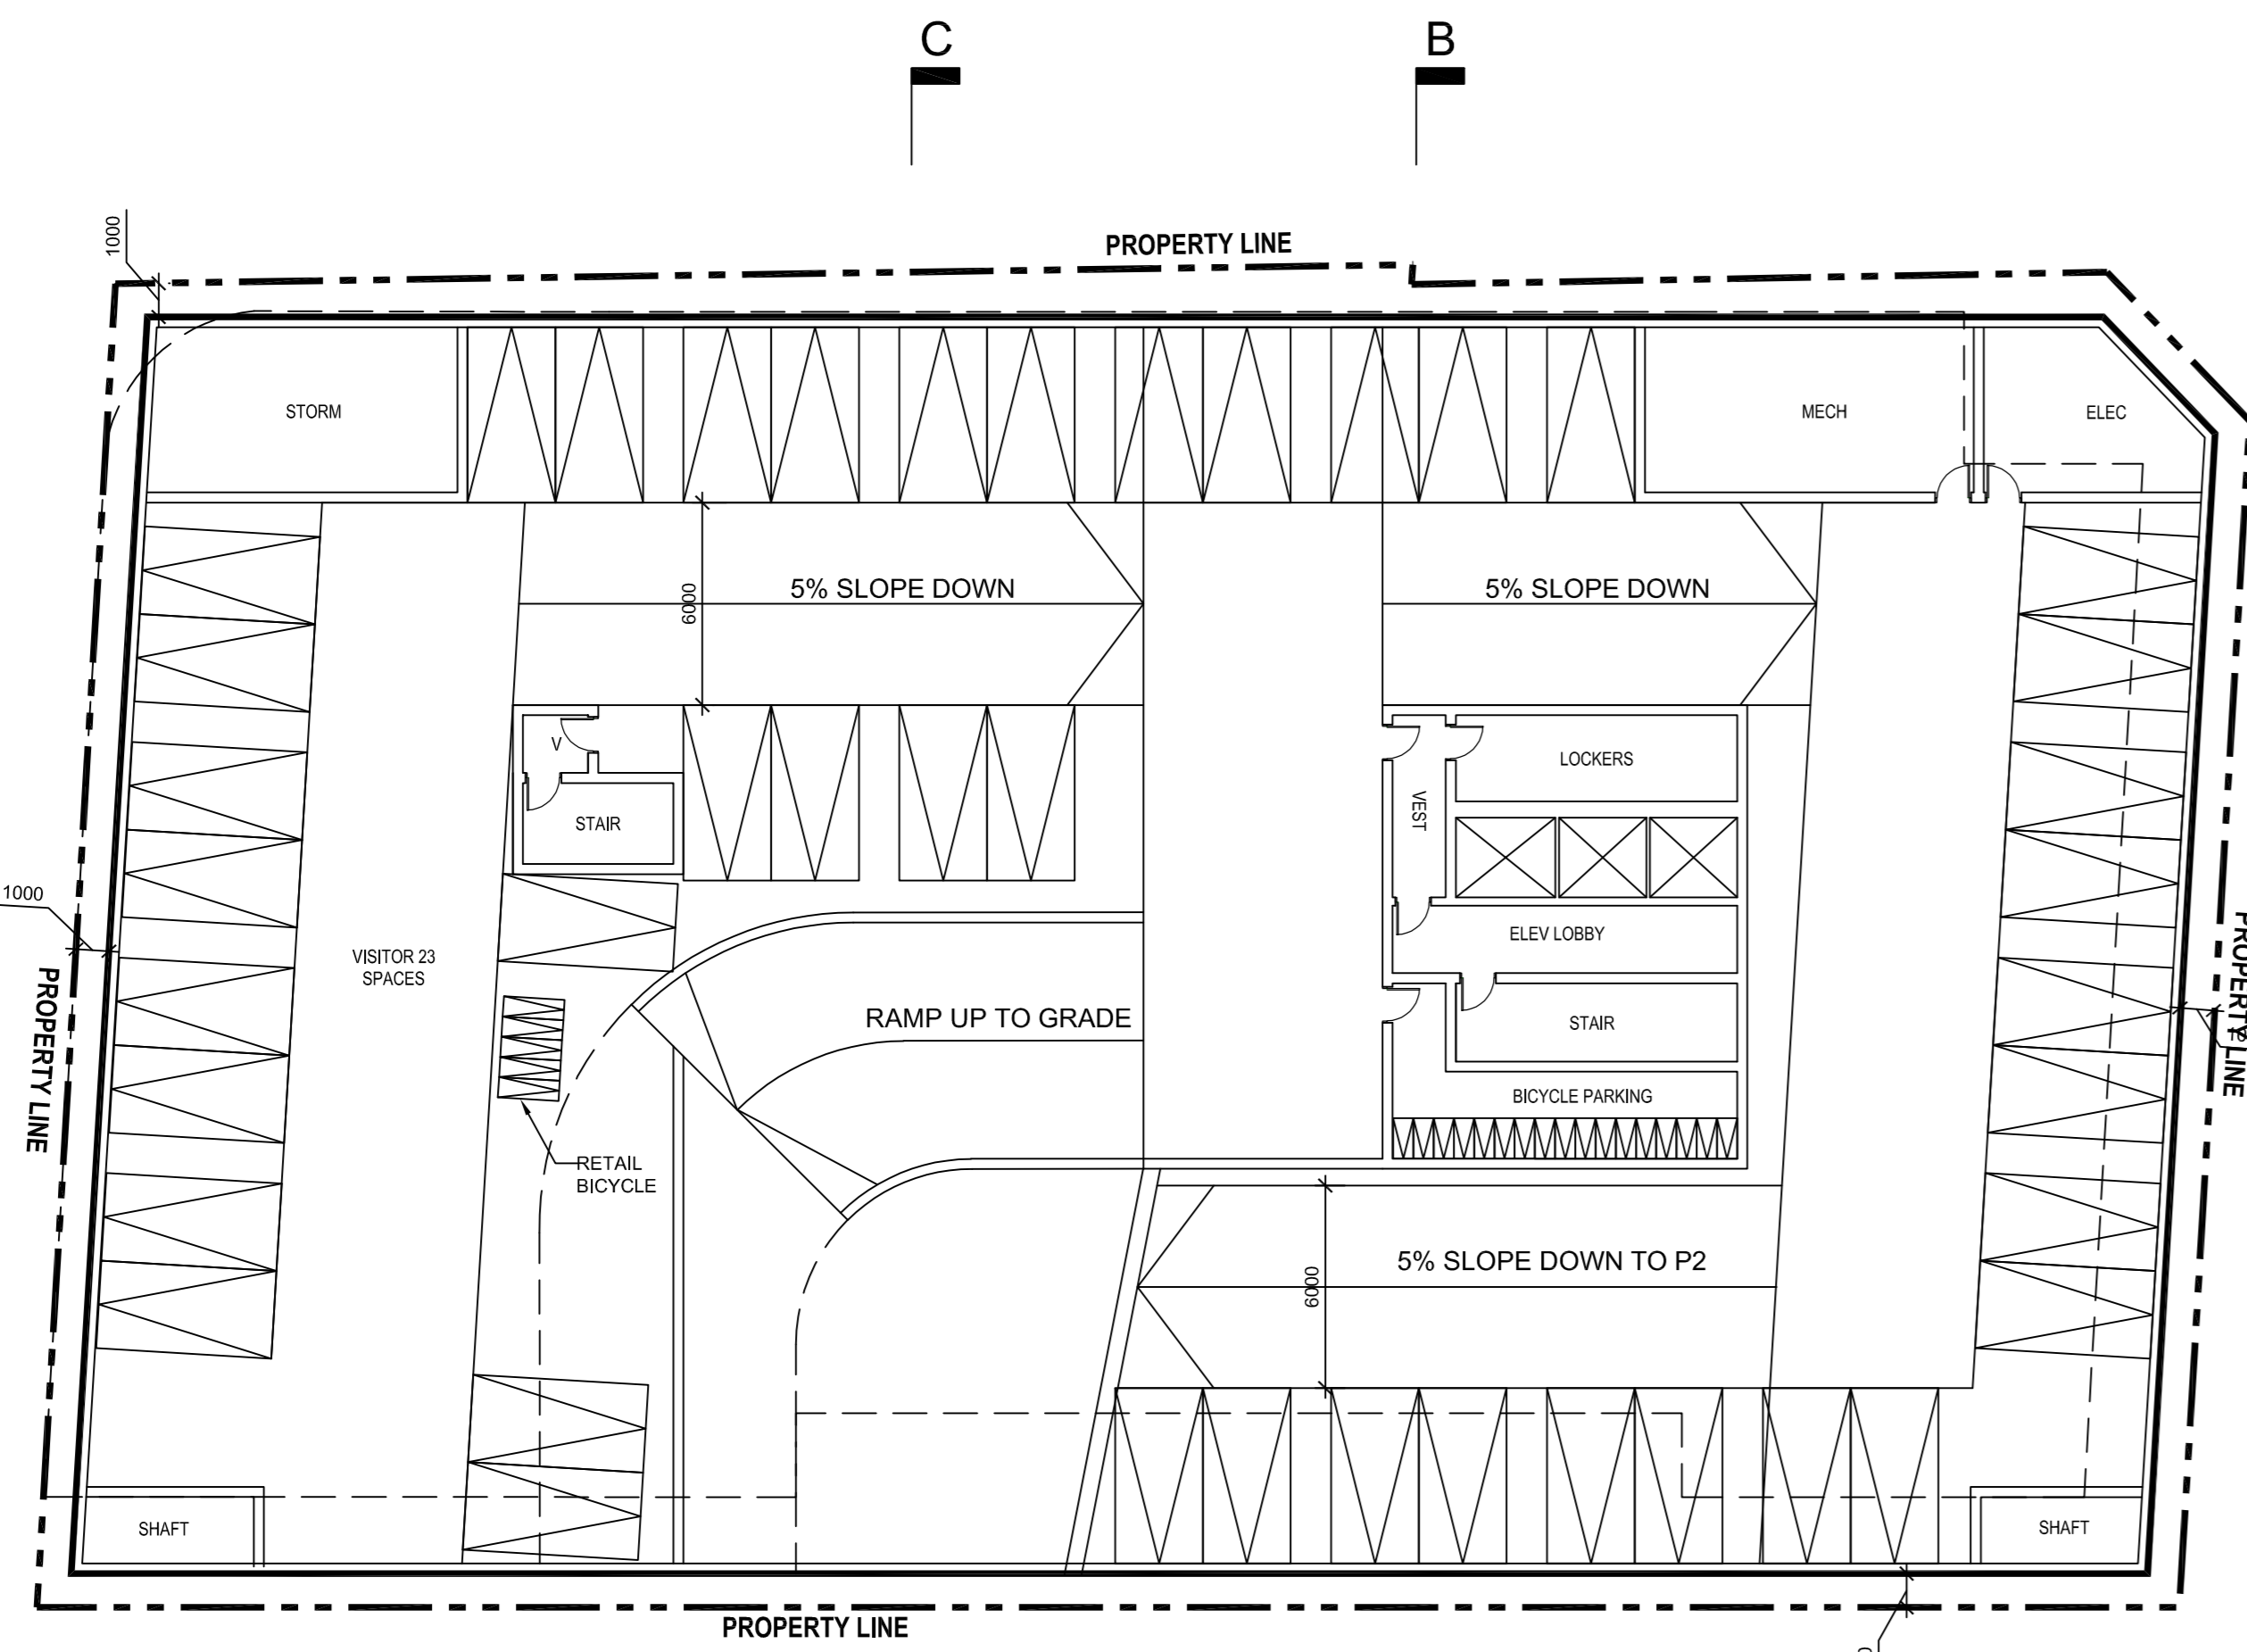 C
B
1000
PROPERTY LINE
STORM
MECH
ELEC
5% SLOPE DOWN
5% SLOPE DOWN
6000
V
STAIR
LOCKERS
VEST
1000
VISITOR 23
SPACES
ELEV LOBBY
PROPERTY LINE
PROPERTY LINE
RAMP UP TO GRADE
STAIR
BICYCLE PARKING
RETAIL
BICYCLE
5% SLOPE DOWN TO P2
6000
SHAFT
SHAFT
PROPERTY LINE